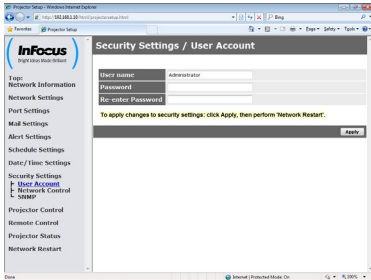 Projector Setup - Windows Internet Explorer
http://192.168.1.10/html/projectorsetup.html
Bing
Favorites
Projector Setup
Page
Safety
Tools
InFocus
Bright Ideas Made Brilliant
Top:
Network Information
Network Settings
Port Settings
Mail Settings
Alert Settings
Schedule Settings
Date/Time Settings
Security Settings
User Account
Network Control
SNMP
Projector Control
Remote Control
Projector Status
Network Restart
Security Settings / User Account
User name
Administrator
Password
Re-enter Password
To apply changes to security settings: click Apply, then perform 'Network Restart'.
Apply
Done
Internet | Protected Mode: On
100%